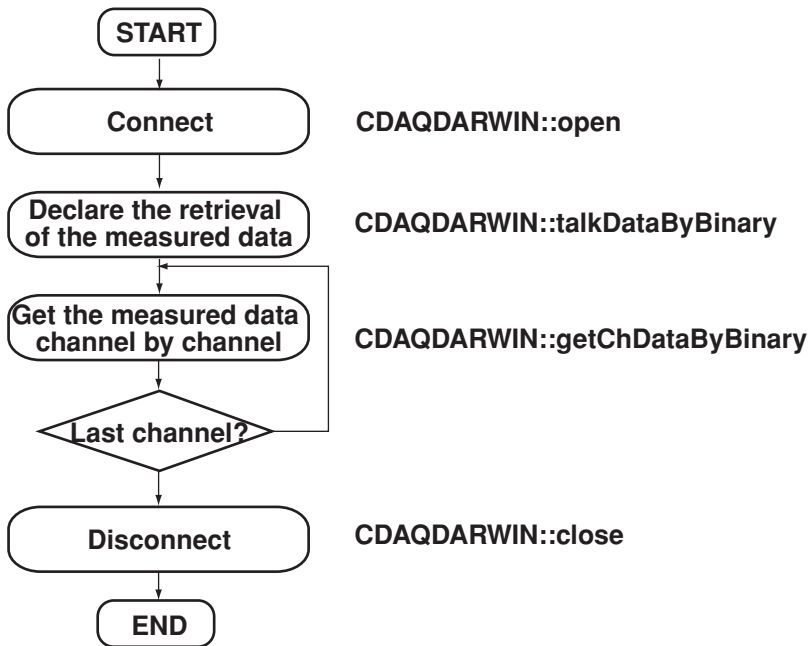 START
Connect
CDAQDARWIN::open
Declare the retrieval
of the measured data
CDAQDARWIN::talkDataByBinary
Get the measured data
channel by channel
CDAQDARWIN::getChDataByBinary
Last channel?
Disconnect
CDAQDARWIN::close
END